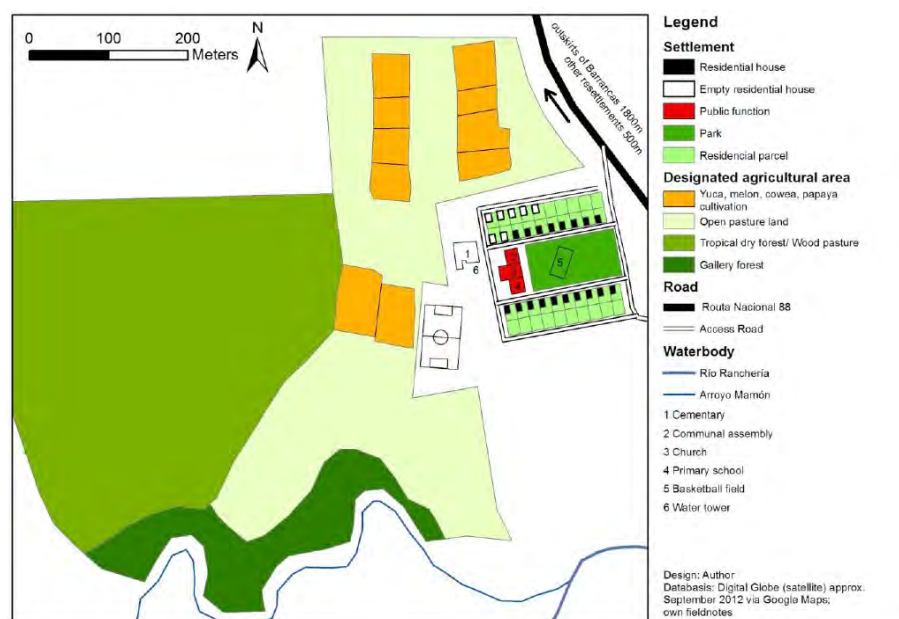 0 100 200
Meters
N
outskirts of Barrancas 1800m
other resettlements 500m
1
6
5
4
Legend
Settlement
Residential house
Empty residential house
Public function
Park
Residencial parcel
Designated agricultural area
Yuca, melon, cowea, papaya
cultivation
Open pasture land
Tropical dry forest/ Wood pasture
Gallery forest
Road
Routa Nacional 88
Access Road
Waterbody
Río Ranchería
Arroyo Mamón
1 Cementary
2 Communal assembly
3 Church
4 Primary school
5 Basketball field
6 Water tower
Design: Author
Databasis: Digital Globe (satellite) approx.
September 2012 via Google Maps;
own fieldnotes